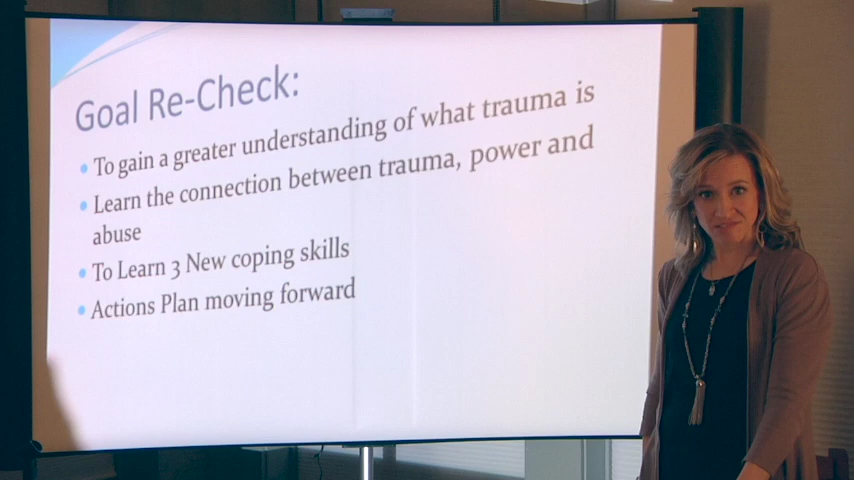 Goal Re-Check:
To gain a greater understanding of what trauma is
Learn the connection between trauma, power and
abuse
To Learn 3 New coping skills
Actions Plan moving forward